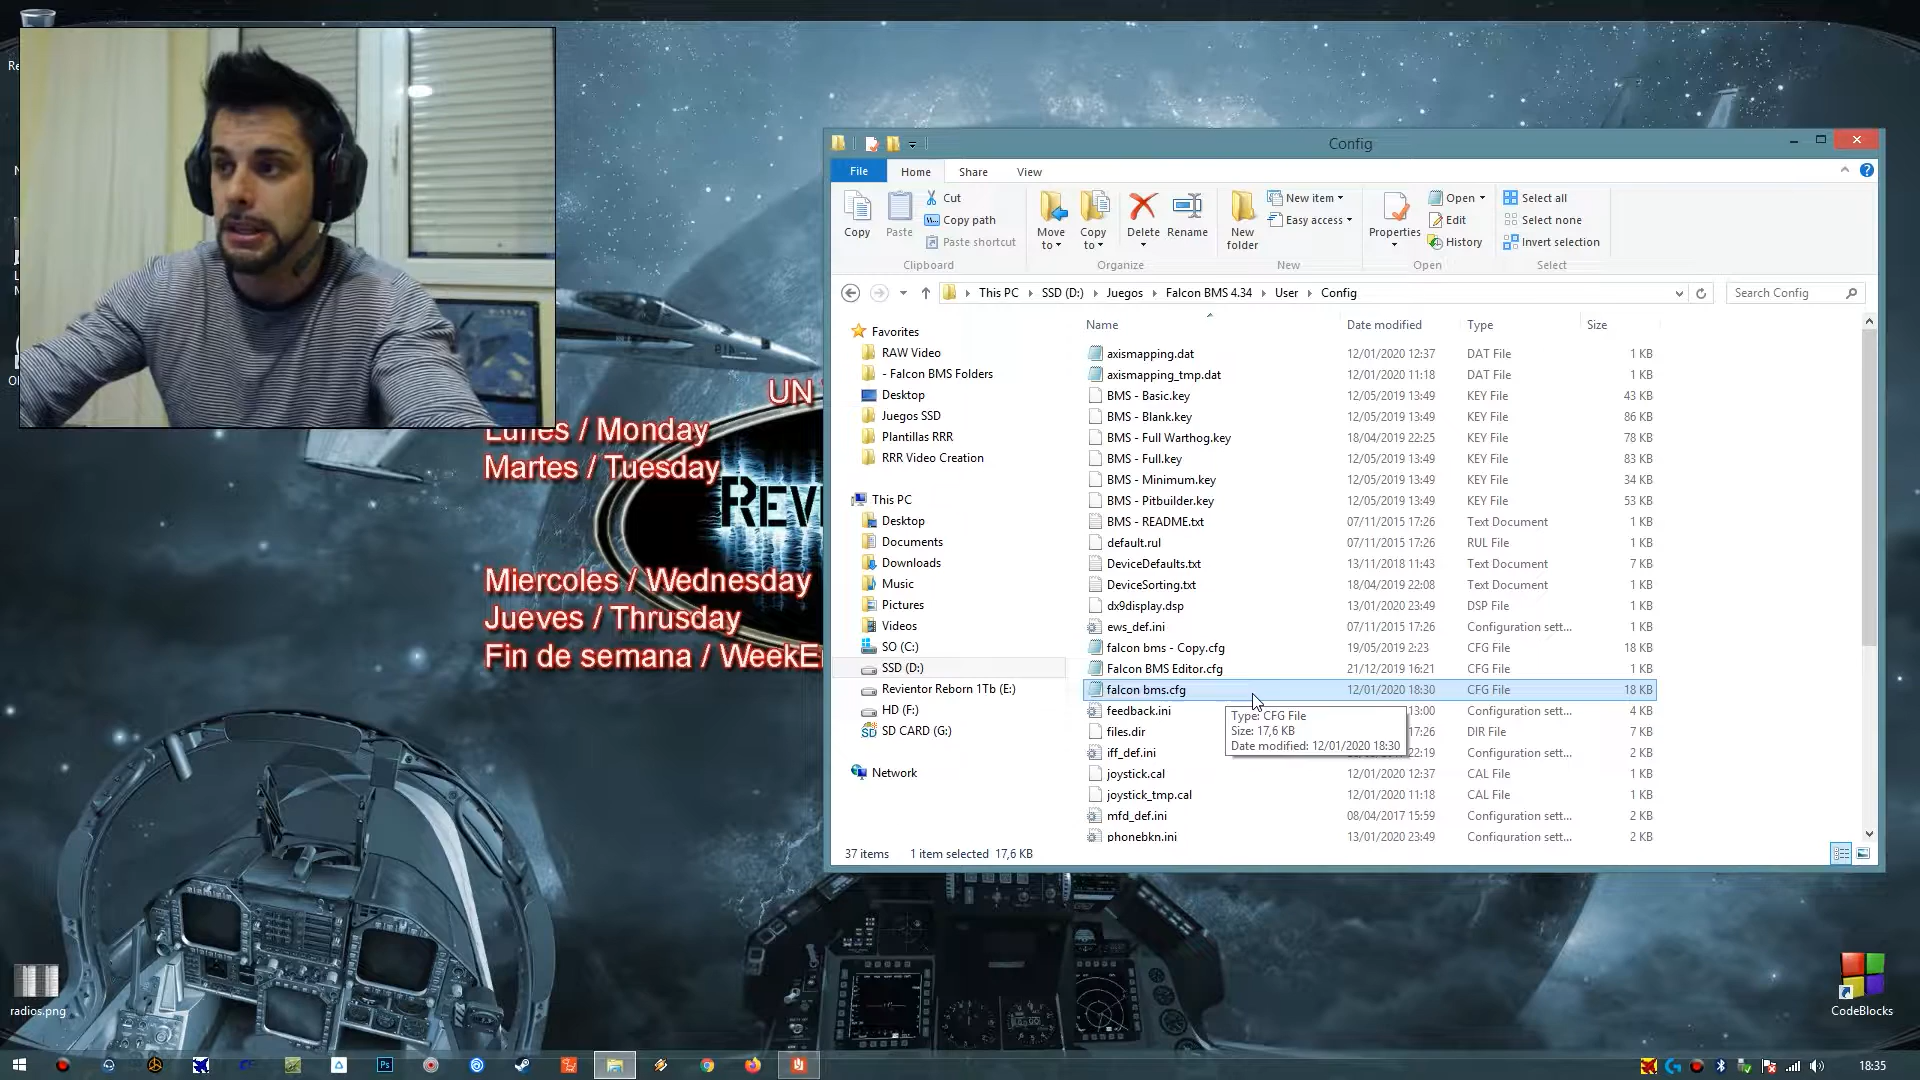 Config
File Home Share View
Copy
Paste
Cut
Copy path
Paste shortcut
Clipboard
Move to
Copy to
Delete
Rename
Organize
New folder
New item
Easy access
New
Properties
Open
Edit
History
Open
Select all
Select none
Invert selection
Select
This PC SSD (D:) Juegos Falcon BMS 4.34 User Config
Search Config
Favorites
RAW Video
- Falcon BMS Folders
Desktop
Juegos SSD
Plantillas RRR
RRR Video Creation
This PC
Desktop
Documents
Downloads
Music
Pictures
Videos
SO (C:)
SSD (D:)
Revientor Reborn 1Tb (E:)
HD (F:)
SD CARD (G:)
Network
Name Date modified Type Size
axismapping.dat 12/01/2020 12:37 DAT File 1 KB
axismapping_tmp.dat 12/01/2020 11:18 DAT File 1 KB
BMS - Basic.key 12/05/2019 13:49 KEY File 43 KB
BMS - Blank.key 12/05/2019 13:49 KEY File 86 KB
BMS - Full Warthog.key 18/04/2019 22:25 KEY File 78 KB
BMS - Full.key 12/05/2019 13:49 KEY File 83 KB
BMS - Minimum.key 12/05/2019 13:49 KEY File 34 KB
BMS - Pitbuilder.key 12/05/2019 13:49 KEY File 53 KB
BMS - README.txt 07/11/2015 17:26 Text Document 1 KB
default.rul 07/11/2015 17:26 RUL File 1 KB
DeviceDefaults.txt 13/11/2018 11:43 Text Document 7 KB
DeviceSorting.txt 18/04/2019 22:08 Text Document 1 KB
dx9display.dsp 13/01/2020 23:49 DSP File 1 KB
ews_def.ini 07/11/2015 17:26 Configuration sett... 1 KB
falcon bms - Copy.cfg 19/05/2019 2:23 CFG File 18 KB
Falcon BMS Editor.cfg 21/12/2019 16:21 CFG File 1 KB
falcon bms.cfg 12/01/2020 18:30 CFG File 18 KB
feedback.ini 13:00 Configuration sett... 4 KB
files.dir 17:26 DIR File 7 KB
iff_def.ini 22:19 Configuration sett... 2 KB
joystick.cal 12/01/2020 12:37 CAL File 1 KB
joystick_tmp.cal 12/01/2020 11:18 CAL File 1 KB
mfd_def.ini 08/04/2017 15:59 Configuration sett... 2 KB
phonebkn.ini 13/01/2020 23:49 Configuration sett... 2 KB
Type: CFG File
Size: 17,6 KB
Date modified: 12/01/2020 18:30
37 items 1 item selected 17,6 KB
UN
Lunes / Monday
Martes / Tuesday
REV
Miercoles / Wednesday
Jueves / Thrusday
Fin de semana / WeekE
radios.png
CodeBlocks
Ps
18:35